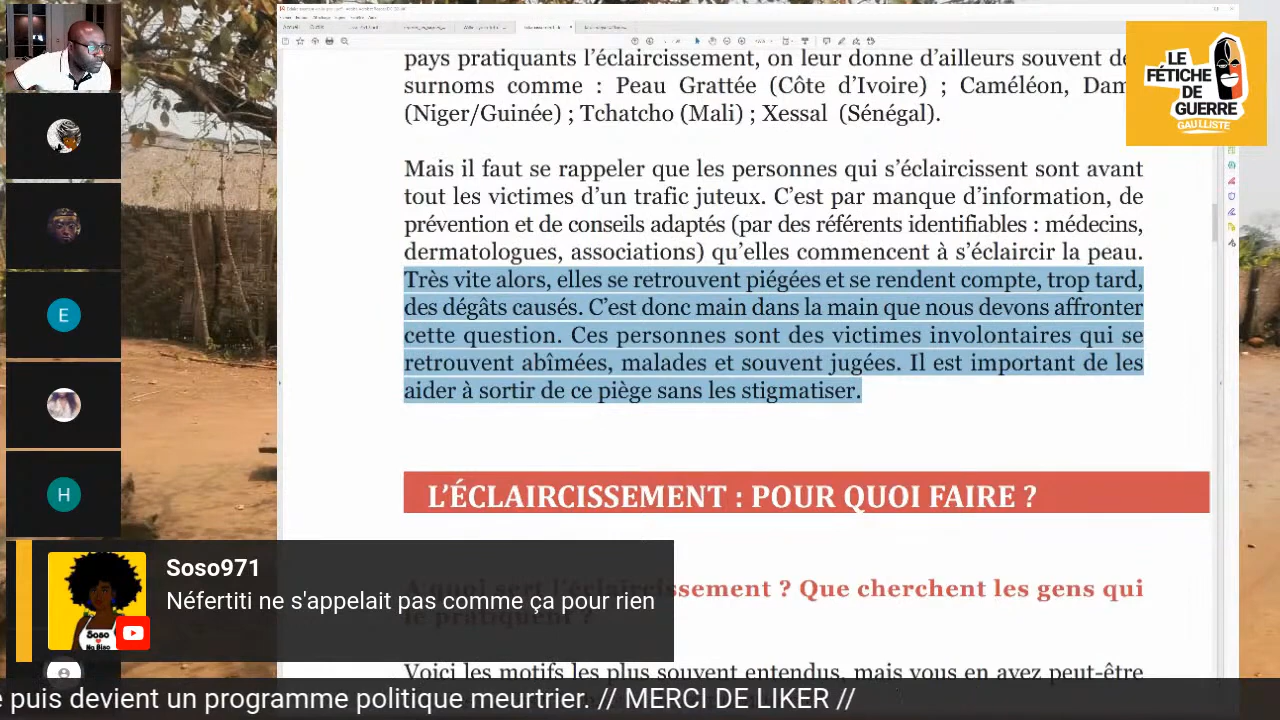 pays pratiquants l'éclaircissement, on leur donne d'ailleurs souvent de
surnoms comme : Peau Grattée (Côte d'Ivoire) ; Caméléon, Dam
(Niger/Guinée) ; Tchatcho (Mali) ; Xessal (Sénégal).
LE
FÉTICHE
DE
GUERRE
GAULLISTE
Mais il faut se rappeler que les personnes qui s'éclaircissent sont avant
tout les victimes d'un trafic juteux. C'est par manque d'information, de
prévention et de conseils adaptés (par des référents identifiables : médecins,
dermatologues, associations) qu'elles commencent à s'éclaircir la peau.
Très vite alors, elles se retrouvent piégées et se rendent compte, trop tard,
des dégâts causés. C'est donc main dans la main que nous devons affronter
cette question. Ces personnes sont des victimes involontaires qui se
retrouvent abîmées, malades et souvent jugées. Il est important de les
aider à sortir de ce piège sans les stigmatiser.
E
H
L'ÉCLAIRCISSEMENT : POUR QUOI FAIRE ?
A quoi sert l'éclaircissement ? Que cherchent les gens qui
le pratiquent ?
Soso971
Néfertiti ne s'appelait pas comme ça pour rien
Soso
Voici les motifs les plus souvent entendus, mais vous en avez peut-être
e puis devient un programme politique meurtrier. // MERCI DE LIKER //